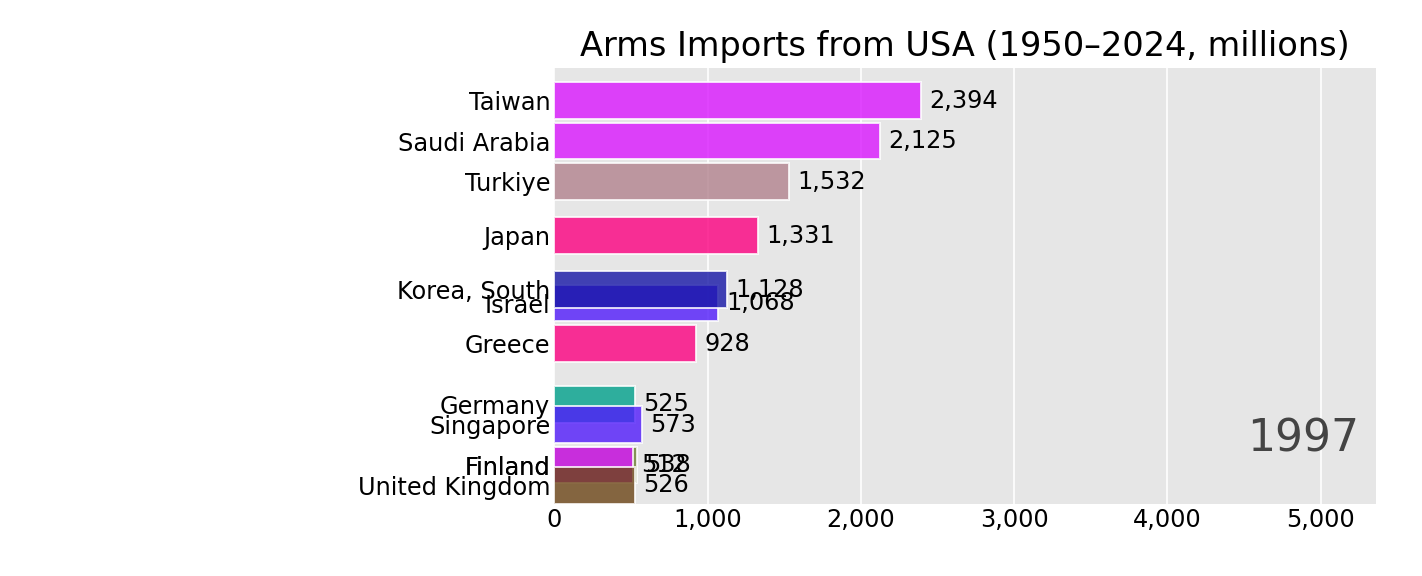 Arms Imports from USA (1950–2024, millions)
Taiwan 2,394
Saudi Arabia 2,125
Turkiye 1,532
Japan 1,331
Korea, South 1,128
Israel 1,068
Greece 928
Germany 525
Singapore 573
1997
Finland
United Kingdom 526
0 1,000 2,000 3,000 4,000 5,000